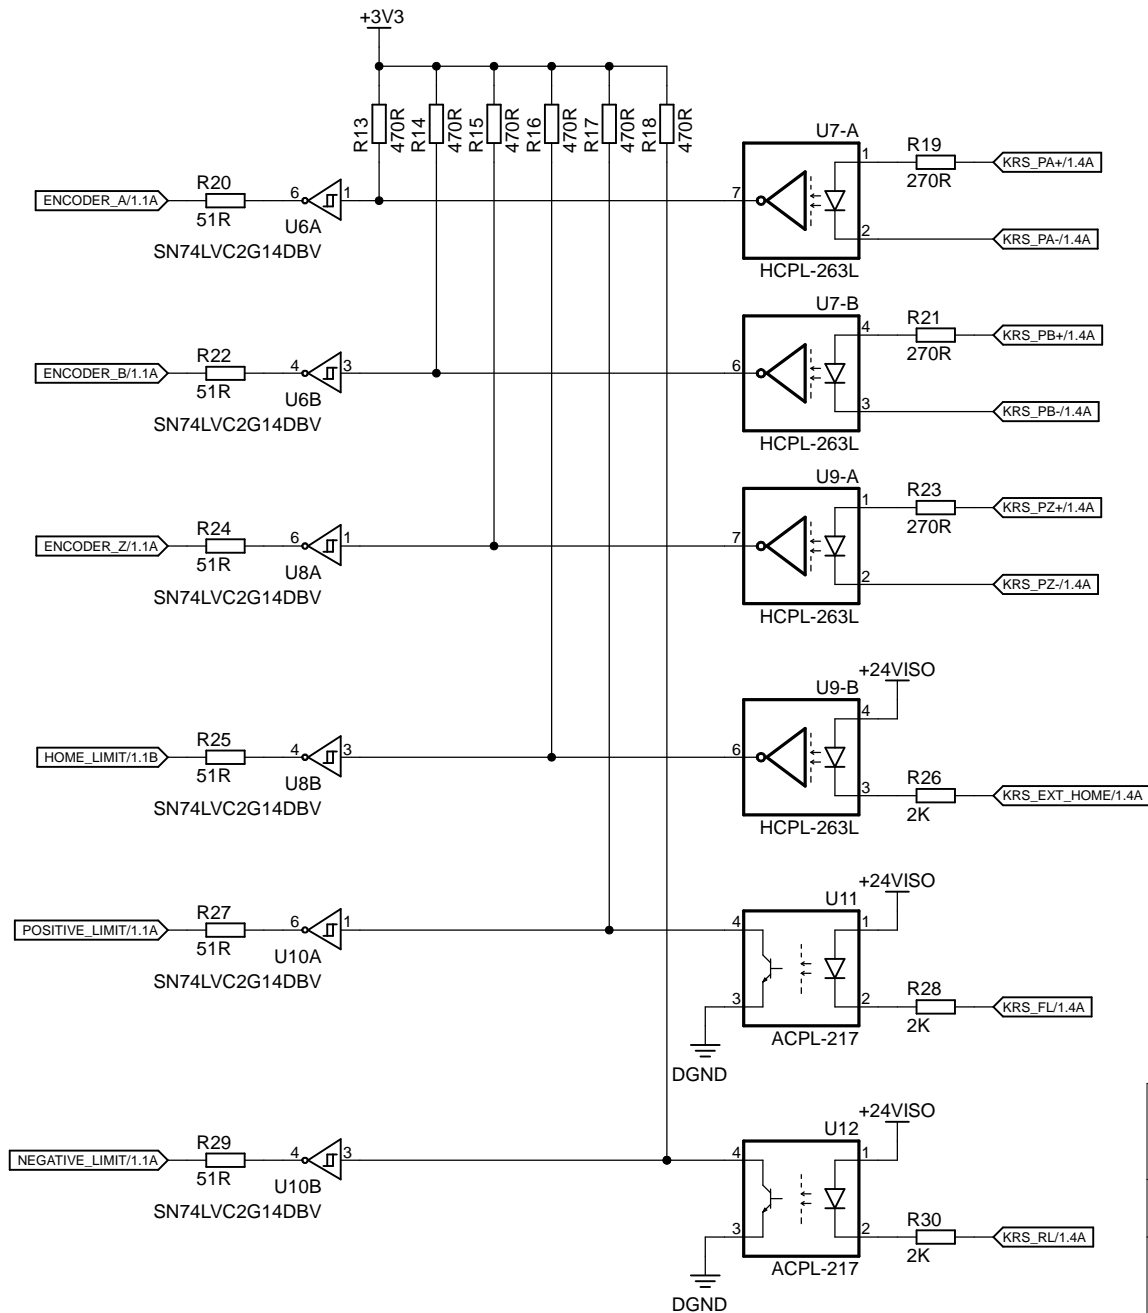 +3V3
R13
470R
R14
470R
R15
470R
R16
470R
R17
470R
R18
470R
U7-A
R19
270R
1
KRS_PA+/1.4A
ENCODER_A/1.1A
R20
51R
6
1
U6A
SN74LVC2G14DBV
7
2
KRS_PA-/1.4A
HCPL-263L
U7-B
R21
270R
4
KRS_PB+/1.4A
ENCODER_B/1.1A
R22
51R
4
3
U6B
SN74LVC2G14DBV
6
3
KRS_PB-/1.4A
HCPL-263L
U9-A
R23
270R
1
KRS_PZ+/1.4A
ENCODER_Z/1.1A
R24
51R
6
1
U8A
SN74LVC2G14DBV
7
2
KRS_PZ-/1.4A
HCPL-263L
+24VISO
U9-B
4
HOME_LIMIT/1.1B
R25
51R
4
3
U8B
SN74LVC2G14DBV
6
3
R26
2K
KRS_EXT_HOME/1.4A
HCPL-263L
+24VISO
U11
1
POSITIVE_LIMIT/1.1A
R27
51R
6
1
U10A
SN74LVC2G14DBV
4
3
2
R28
2K
KRS_FL/1.4A
ACPL-217
DGND
+24VISO
U12
1
NEGATIVE_LIMIT/1.1A
R29
51R
4
3
U10B
SN74LVC2G14DBV
4
3
2
R30
2K
KRS_RL/1.4A
ACPL-217
DGND